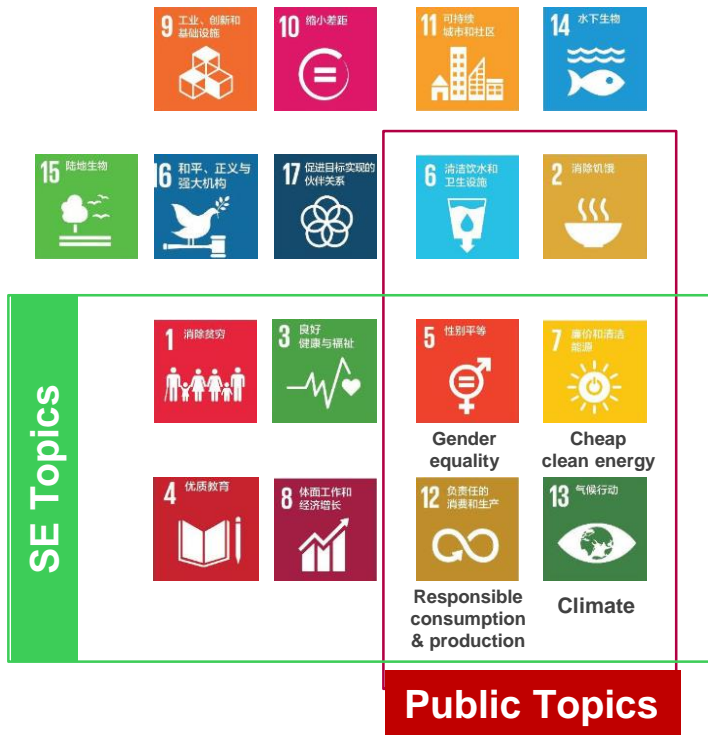 9 工业、创新和
基础设施
10 缩小差距
11 可持续
城市和社区
14 水下生物
15 陆地生物
16 和平、正义与
强大机构
17 促进目标实现的
伙伴关系
6 清洁饮水和
卫生设施
2 消除饥饿
SE Topics
1 消除贫穷
3 良好
健康与福祉
5 性别平等
7 廉价和清洁
能源
Gender
equality
Cheap
clean energy
4 优质教育
8 体面工作和
经济增长
12 负责任的
消费和生产
13 气候行动
Responsible
consumption
& production
Climate
Public Topics